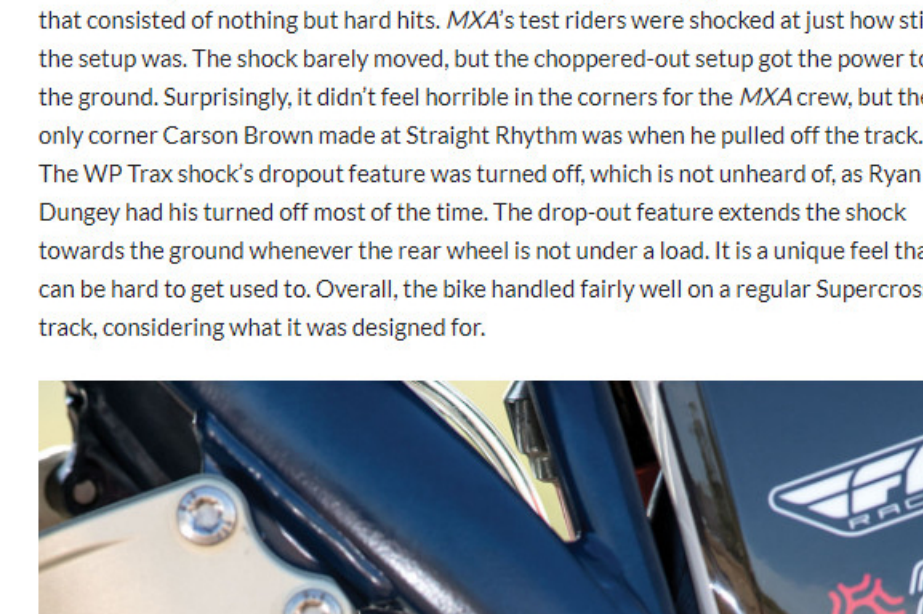 that consisted of nothing but hard hits. MXA's test riders were shocked at just how
the setup was. The shock barely moved, but the choppered-out setup got the power
the ground. Surprisingly, it didn't feel horrible in the corners for the MXA crew, but
only corner Carson Brown made at Straight Rhythm was when he pulled off the track.
The WP Trax shock's dropout feature was turned off, which is not unheard of, as Ryan
Dungey had his turned off most of the time. The drop-out feature extends the shock
towards the ground whenever the rear wheel is not under a load. It is a unique feel
can be hard to get used to. Overall, the bike handled fairly well on a regular
track, considering what it was designed for.